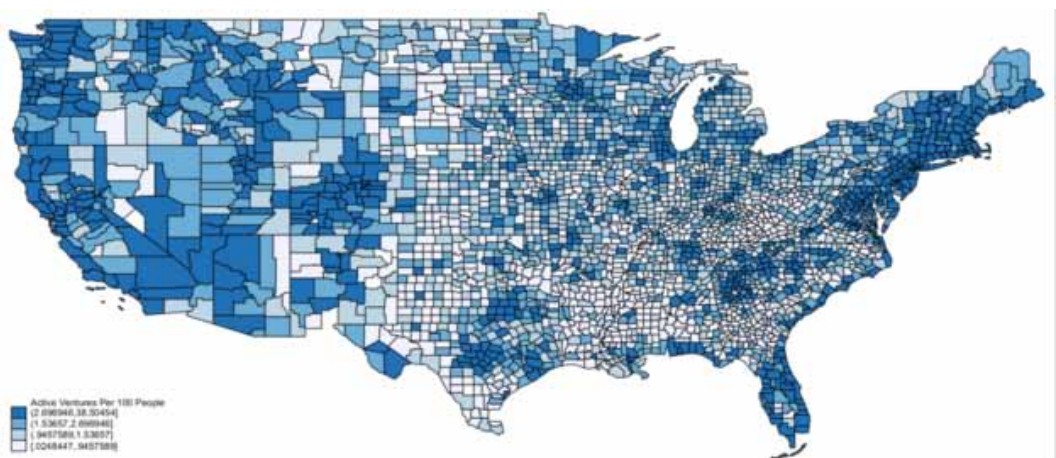 Active Ventures Per 100 People
(2.696946,38.50454]
(1.53657,2.696946]
(.9457589,1.53657]
[.0248447,.9457589]